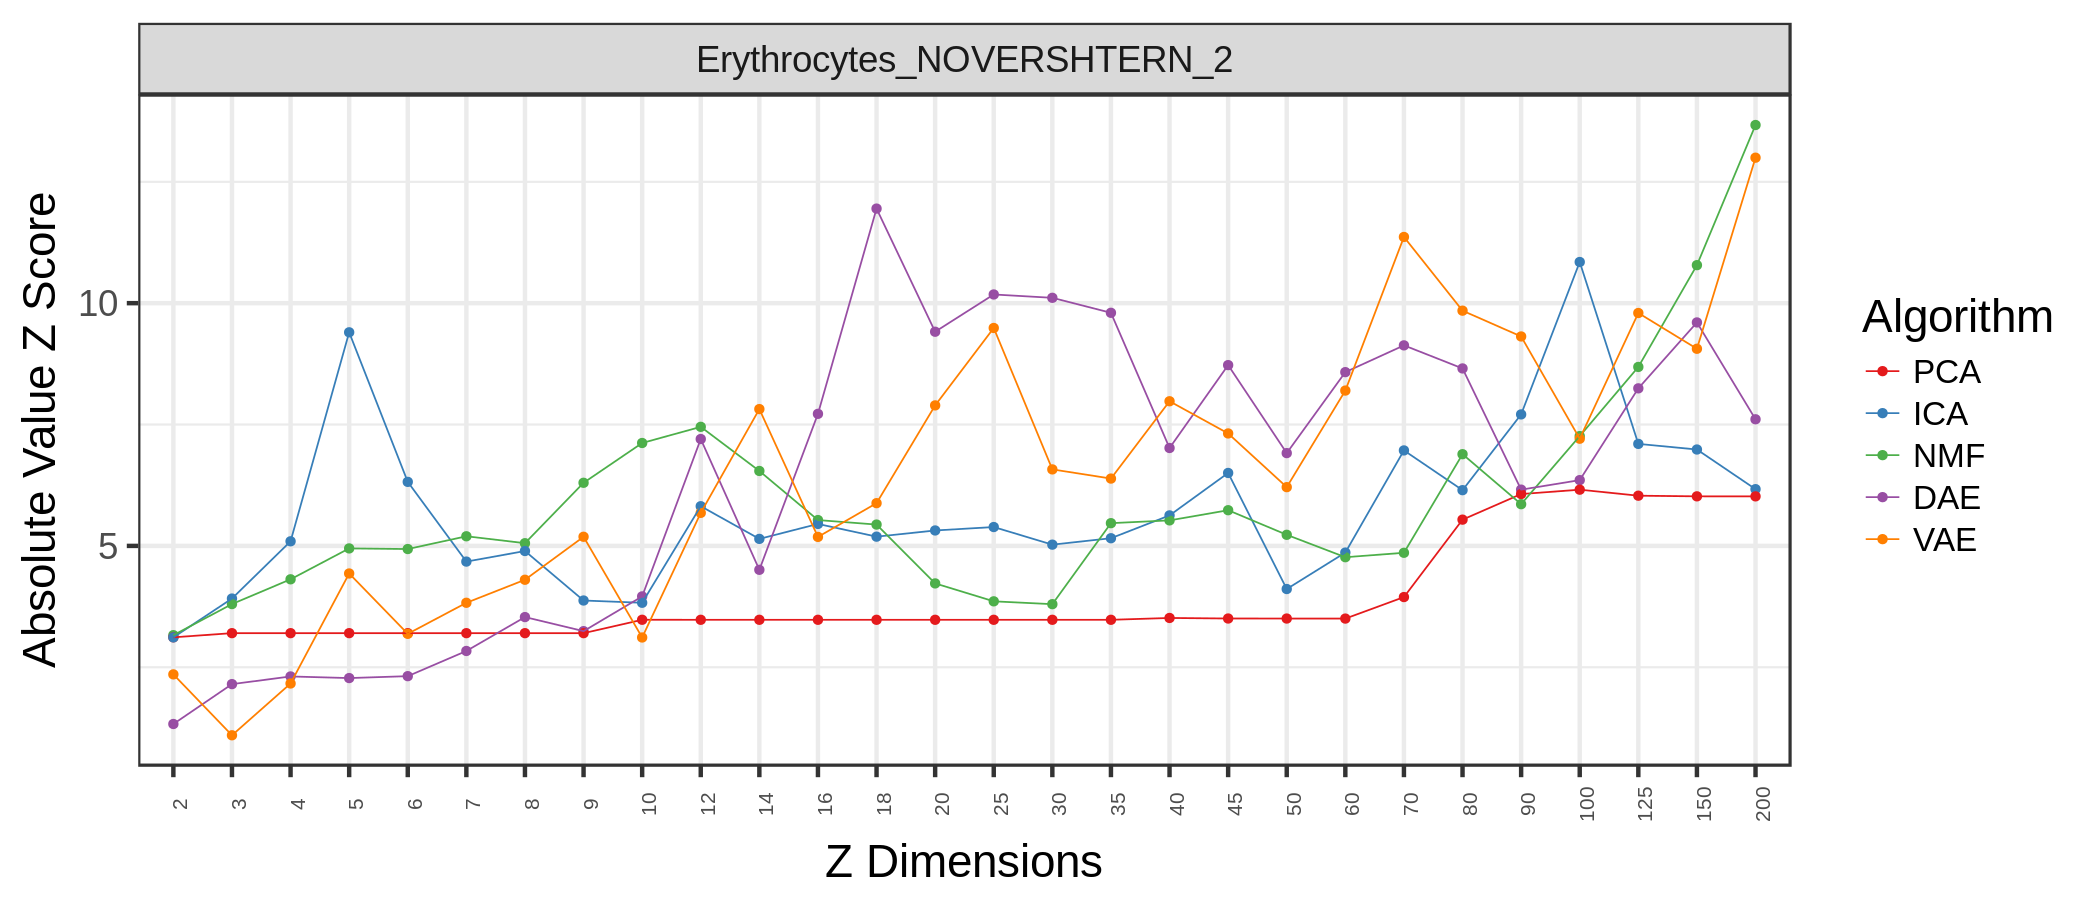 Erythrocytes_NOVERSHTERN_2
Absolute Value Z Score
10
5
2 3 4 5 6 7 8 9 10 12 14 16 18 20 25 30 35 40 45 50 60 70 80 90 100 125 150 200
Z Dimensions
Algorithm
PCA
ICA
NMF
DAE
VAE